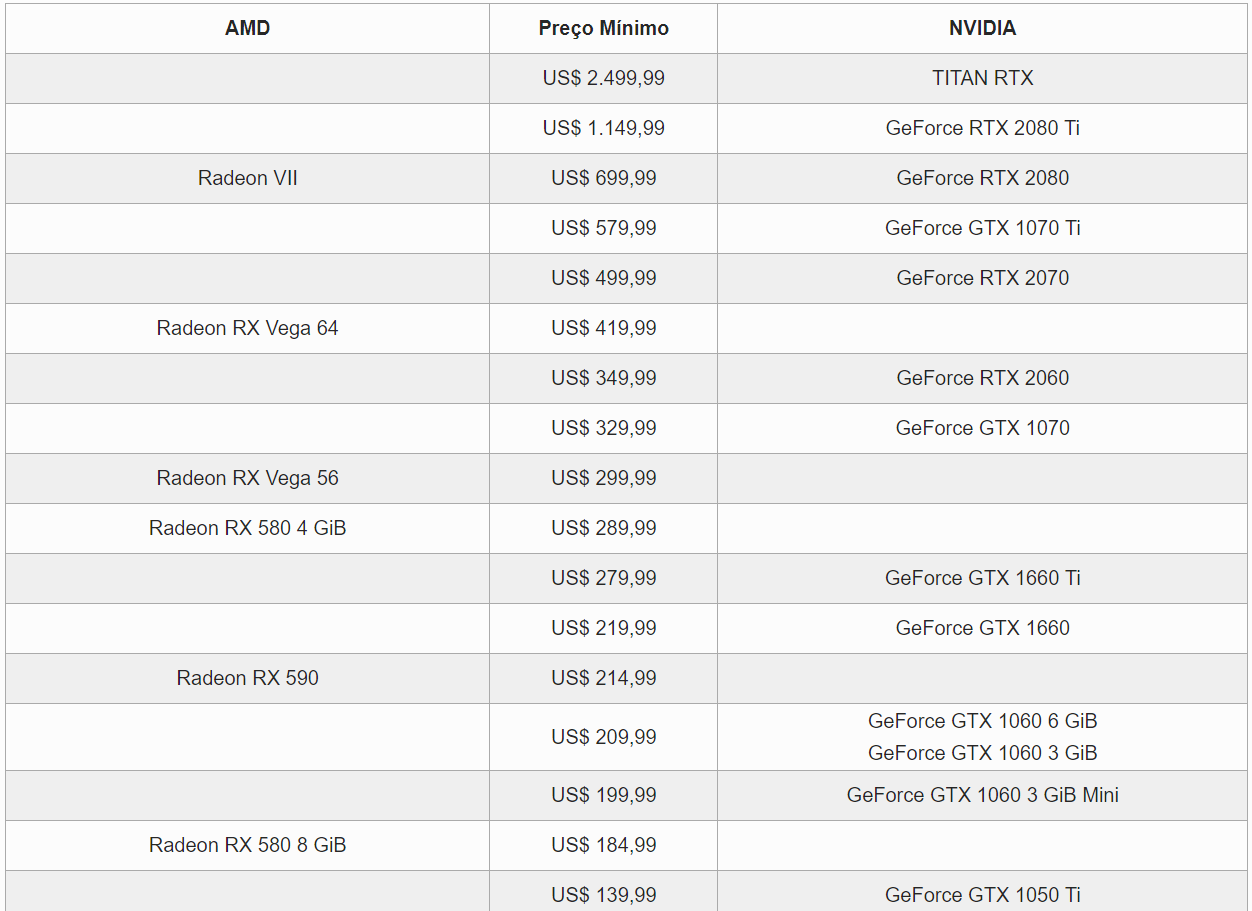 AMD Preço Mínimo NVIDIA
US$ 2.499,99 TITAN RTX
US$ 1.149,99 GeForce RTX 2080 Ti
Radeon VII US$ 699,99 GeForce RTX 2080
US$ 579,99 GeForce GTX 1070 Ti
US$ 499,99 GeForce RTX 2070
Radeon RX Vega 64 US$ 419,99
US$ 349,99 GeForce RTX 2060
US$ 329,99 GeForce GTX 1070
Radeon RX Vega 56 US$ 299,99
Radeon RX 580 4 GiB US$ 289,99
US$ 279,99 GeForce GTX 1660 Ti
US$ 219,99 GeForce GTX 1660
Radeon RX 590 US$ 214,99
US$ 209,99 GeForce GTX 1060 6 GiB
GeForce GTX 1060 3 GiB
US$ 199,99 GeForce GTX 1060 3 GiB Mini
Radeon RX 580 8 GiB US$ 184,99
US$ 139,99 GeForce GTX 1050 Ti